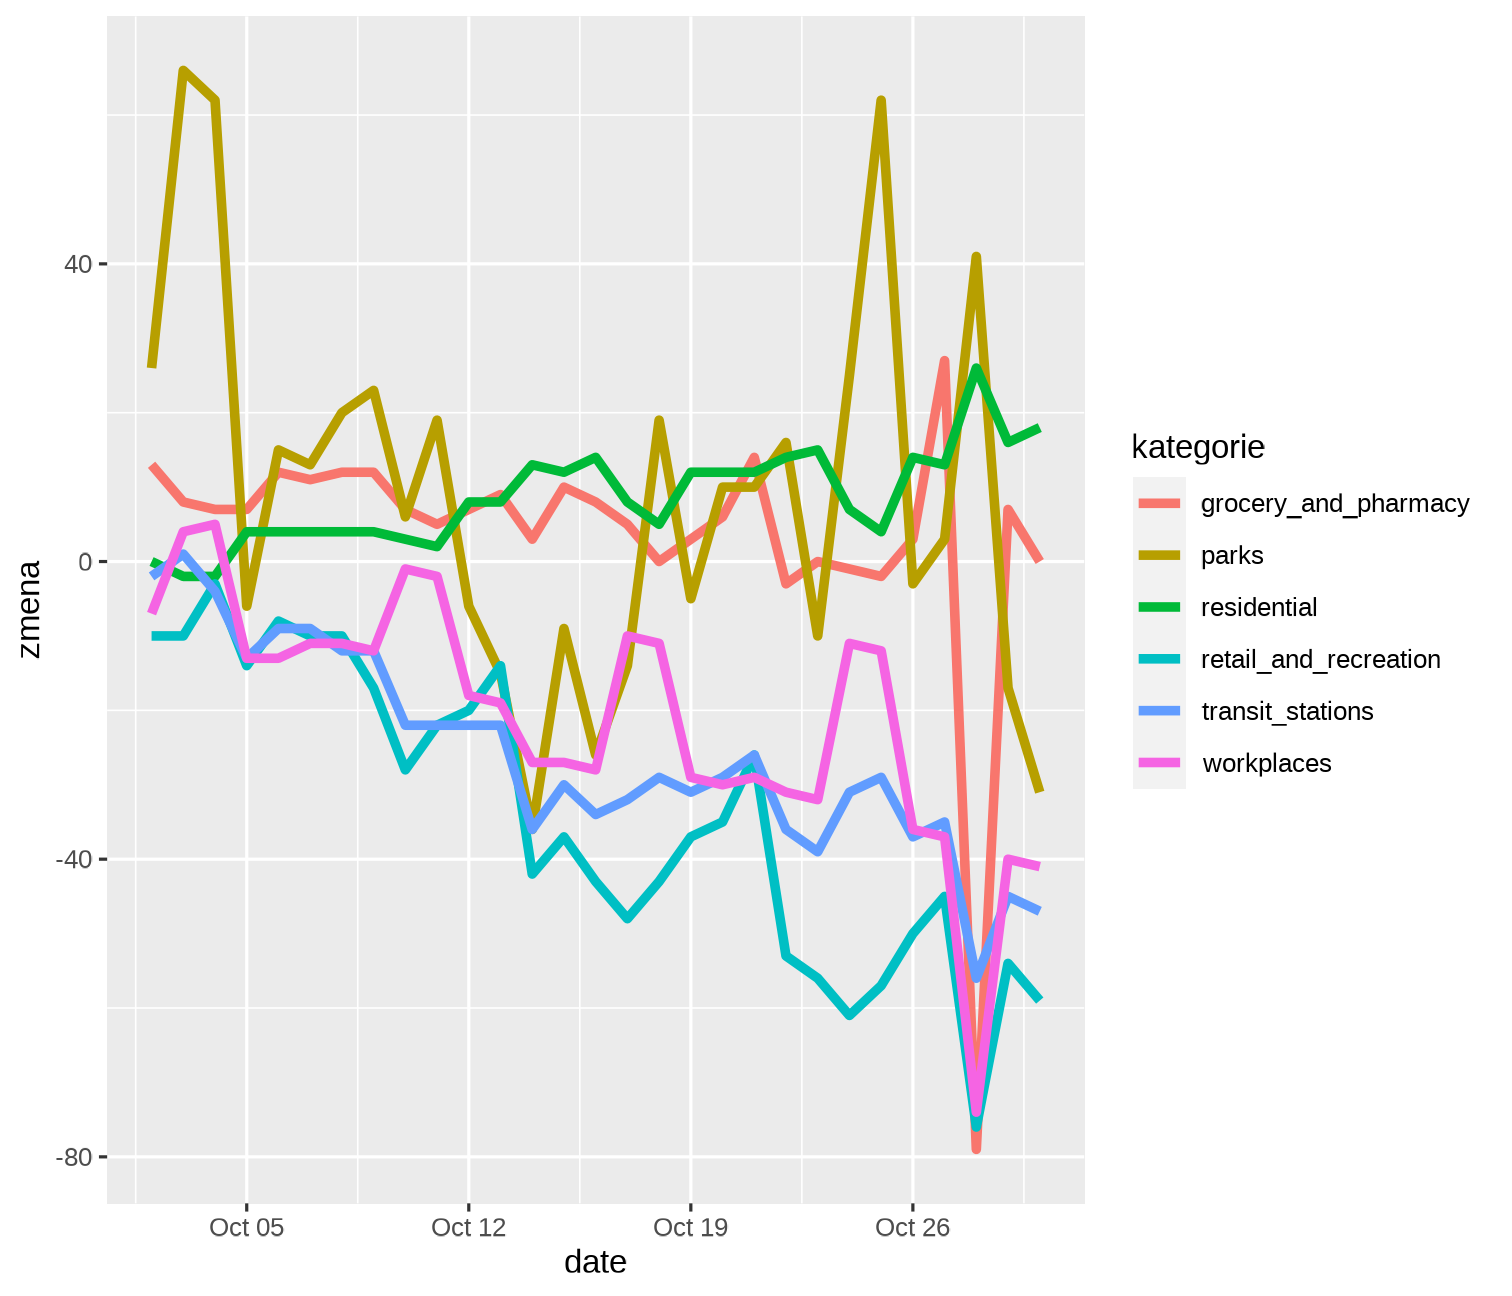 zmena
40
0
-40
-80
Oct 05
Oct 12
Oct 19
Oct 26
date
kategorie
grocery_and_pharmacy
parks
residential
retail_and_recreation
transit_stations
workplaces